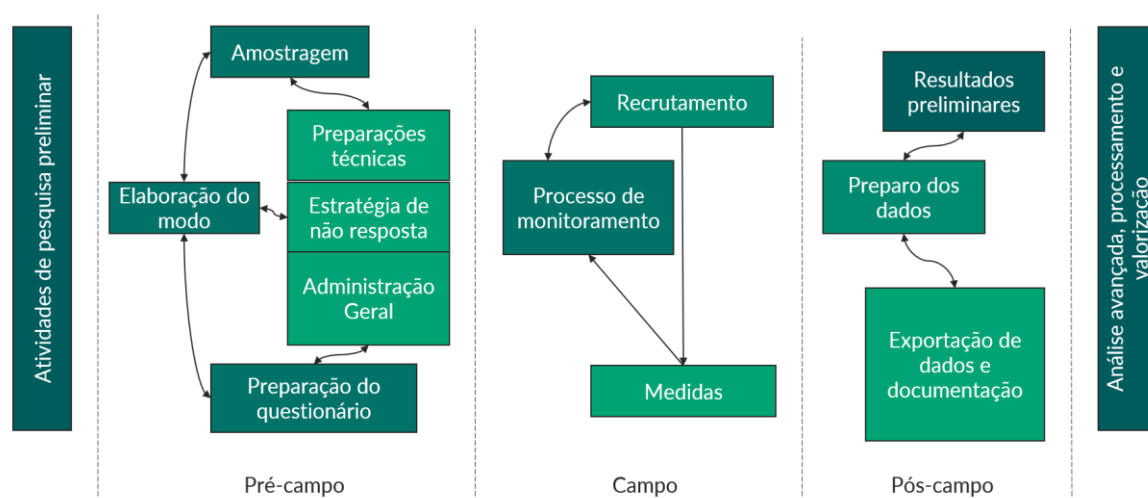 Atividades de pesquisa preliminar
Amostragem
Preparações
técnicas
Elaboração do
modo
Estratégia de
não resposta
Administração
Geral
Preparação do
questionário
Pré-campo
Recrutamento
Processo de
monitoramento
Medidas
Campo
Resultados
preliminares
Preparo dos
dados
Exportação de
dados e
documentação
Pós-campo
Análise avançada, processamento e
valorização